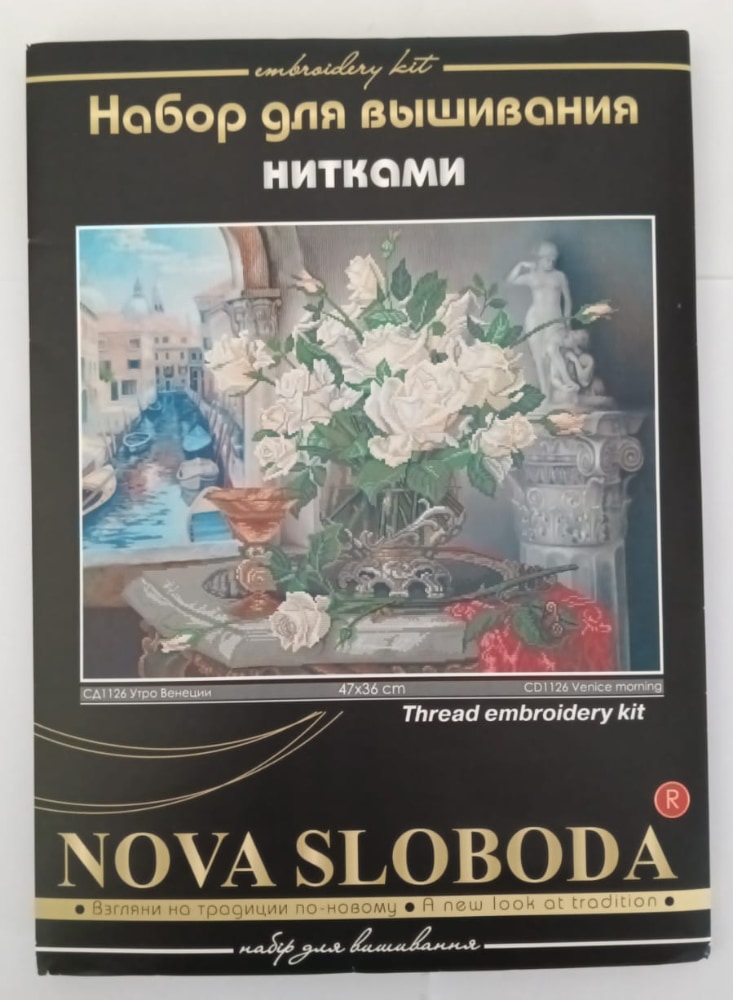 embroidery kit
Набор для вышивания
нитками
СД1126 Утро Венеции 47х36 cm CD1126 Venice morning
Thread embroidery kit
R
NOVA SLOBODA
• Взгляни на традиции по-новому • A new look at tradition •
набір для вишивання